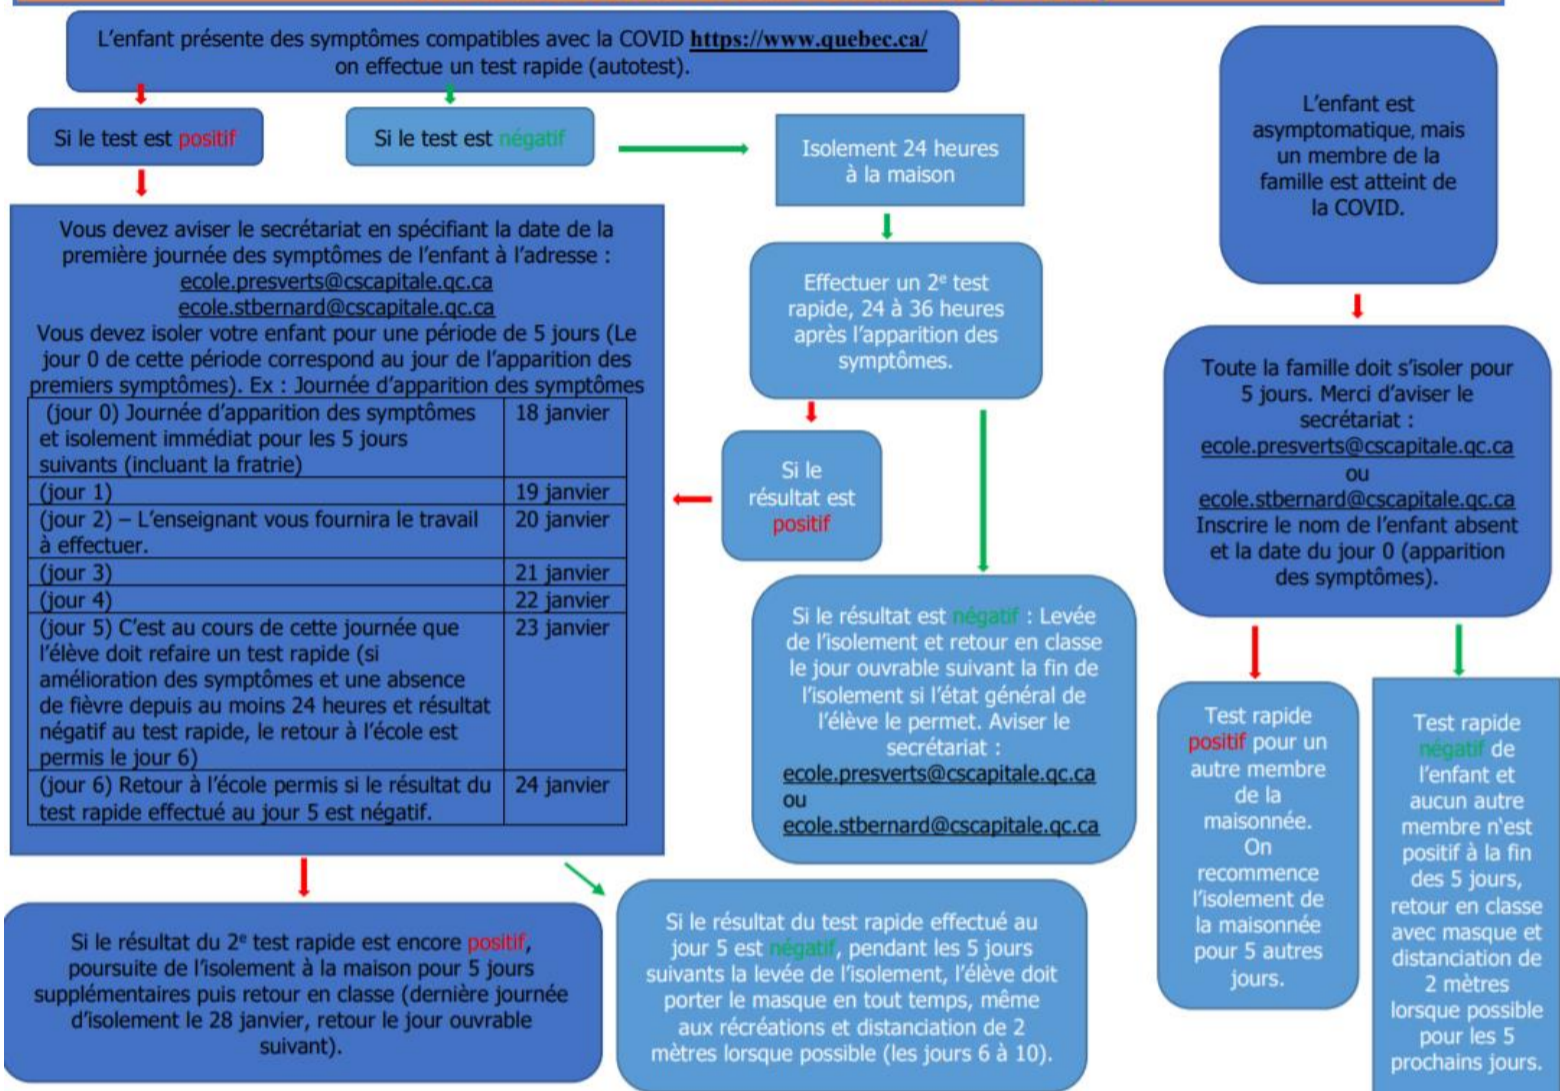 L'enfant présente des symptômes compatibles avec la COVID https://www.quebec.ca/
on effectue un test rapide (autotest).
Si le test est positif
Si le test est négatif
Isolement 24 heures
à la maison
Vous devez aviser le secrétariat en spécifiant la date de la
première journée des symptômes de l'enfant à l'adresse :
ecole.presverts@cscapitale.qc.ca
ecole.stbernard@cscapitale.qc.ca
Vous devez isoler votre enfant pour une période de 5 jours (Le
jour 0 de cette période correspond au jour de l'apparition des
premiers symptômes). Ex : Journée d'apparition des symptômes
(jour 0) Journée d'apparition des symptômes
et isolement immédiat pour les 5 jours
suivants (incluant la fratrie)
18 janvier
(jour 1)
19 janvier
(jour 2) – L'enseignant vous fournira le travail
à effectuer.
20 janvier
(jour 3)
21 janvier
(jour 4)
22 janvier
(jour 5) C'est au cours de cette journée que
l'élève doit refaire un test rapide (si
amélioration des symptômes et une absence
de fièvre depuis au moins 24 heures et résultat
négatif au test rapide, le retour à l'école est
permis le jour 6)
23 janvier
(jour 6) Retour à l'école permis si le résultat du
test rapide effectué au jour 5 est négatif.
24 janvier
Effectuer un 2e test
rapide, 24 à 36 heures
après l'apparition des
symptômes.
Si le
résultat est
positif
Si le résultat est négatif : Levée
de l'isolement et retour en classe
le jour ouvrable suivant la fin de
l'isolement si l'état général de
l'élève le permet. Aviser le
secrétariat :
ecole.presverts@cscapitale.qc.ca
ou
ecole.stbernard@cscapitale.qc.ca
Si le résultat du 2e test rapide est encore positif,
poursuite de l'isolement à la maison pour 5 jours
supplémentaires puis retour en classe (dernière journée
d'isolement le 28 janvier, retour le jour ouvrable
suivant).
Si le résultat du test rapide effectué au
jour 5 est négatif, pendant les 5 jours
suivants la levée de l'isolement, l'élève doit
porter le masque en tout temps, même
aux récréations et distanciation de 2
mètres lorsque possible (les jours 6 à 10).
L'enfant est
asymptomatique, mais
un membre de la
famille est atteint de
la COVID.
Toute la famille doit s'isoler pour
5 jours. Merci d'aviser le
secrétariat :
ecole.presverts@cscapitale.qc.ca
ou
ecole.stbernard@cscapitale.qc.ca
Inscrire le nom de l'enfant absent
et la date du jour 0 (apparition
des symptômes).
Test rapide
positif pour un
autre membre
de la
maisonnée.
On
recommence
l'isolement de
la maisonnée
pour 5 autres
jours.
Test rapide
négatif de
l'enfant et
aucun autre
membre n'est
positif à la fin
des 5 jours,
retour en classe
avec masque et
distanciation de
2 mètres
lorsque possible
pour les 5
prochains jours.